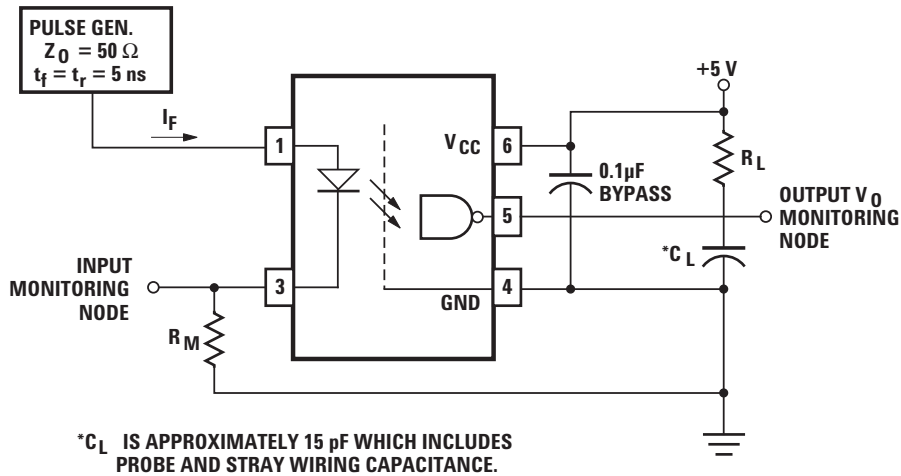 PULSE GEN.
Z0 = 50 Ω
tf = tr = 5 ns
IF
1
3
INPUT
MONITORING
NODE
RM
VCC
6
5
4
GND
0.1µF
BYPASS
+5 V
RL
*CL
OUTPUT V0
MONITORING
NODE
*CL IS APPROXIMATELY 15 pF WHICH INCLUDES
PROBE AND STRAY WIRING CAPACITANCE.